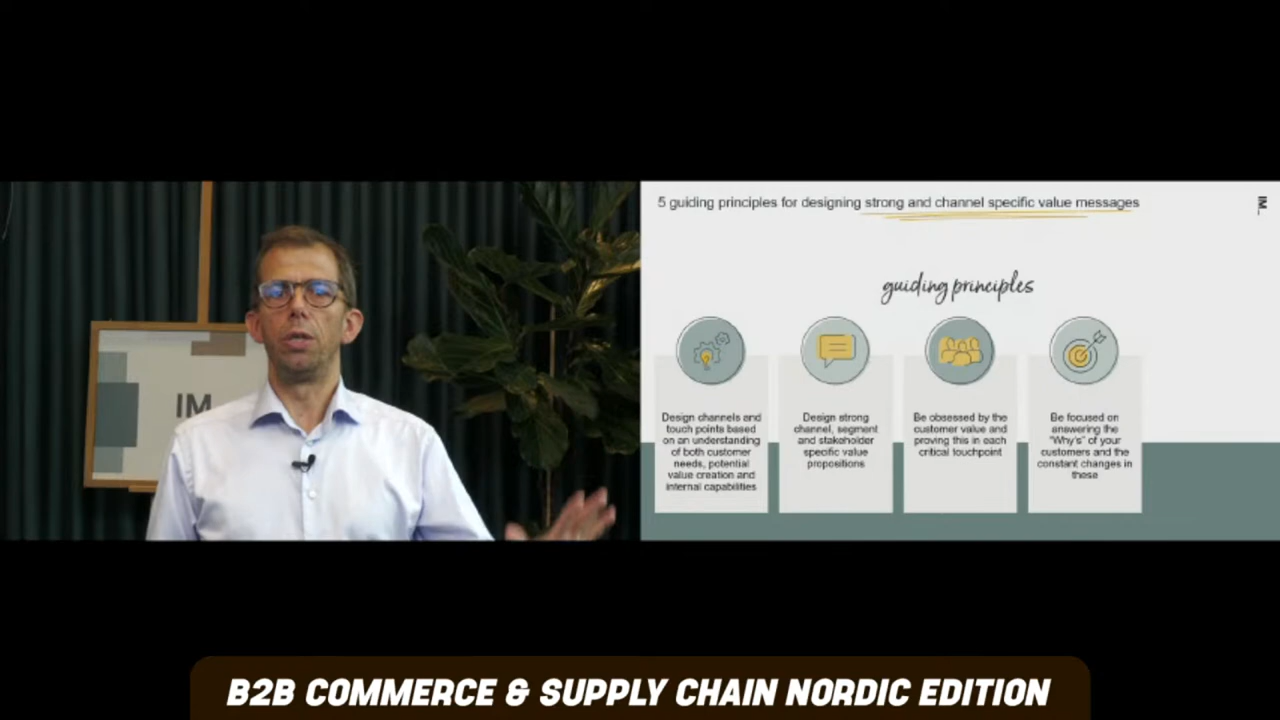 5 guiding principles for designing strong and channel specific value messages
IM_
guiding principles
IM
Design channels and
touch points based
on an understanding
of both customer
needs, potential
value creation and
internal capabilities
Design strong
channel, segment
and stakeholder
specific value
propositions
Be obsessed by the
customer value and
proving this in each
critical touchpoint
Be focused on
answering the
"Why's" of your
customers and the
constant changes in
these
B2B COMMERCE & SUPPLY CHAIN NORDIC EDITION